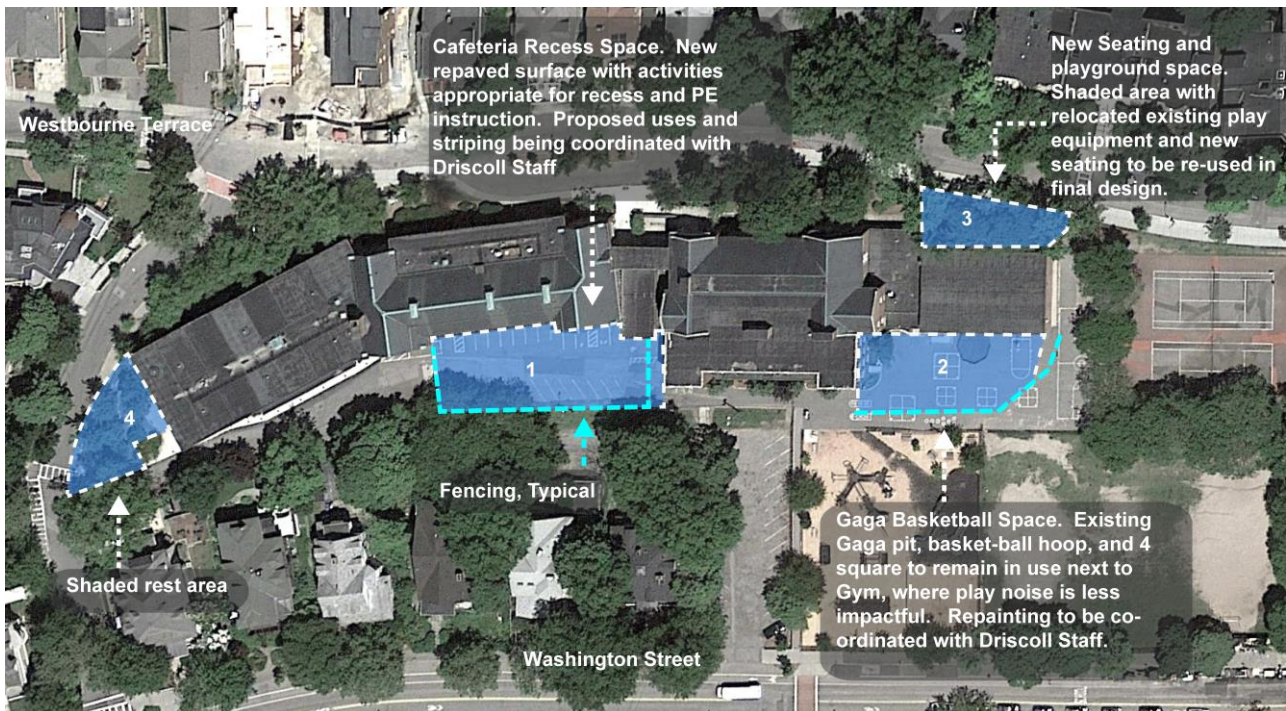 Westbourne Terrace
Cafeteria Recess Space.  New
repaved surface with activities
appropriate for recess and PE
instruction.  Proposed uses and
striping being coordinated with
Driscoll Staff
New Seating and
playground space.
Shaded area with
relocated existing play
equipment and new
seating to be re-used in
final design.
3
1
2
4
Fencing, Typical
Shaded rest area
Gaga Basketball Space.  Existing
Gaga pit, basket-ball hoop, and 4
square to remain in use next to
Gym, where play noise is less
impactful.  Repainting to be co-
ordinated with Driscoll Staff.
Washington Street